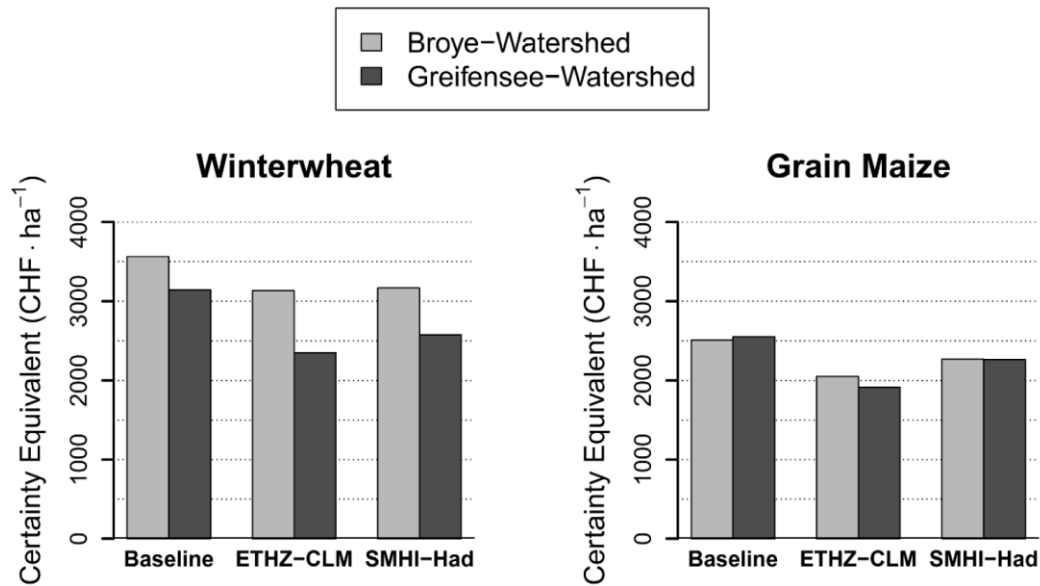 Broye−Watershed
Greifensee−Watershed
Winterwheat
Certainty Equivalent (CHF · ha⁻¹)
4000
3000
2000
1000
0
Baseline ETHZ−CLM SMHI−Had
Grain Maize
Certainty Equivalent (CHF · ha⁻¹)
4000
3000
2000
1000
0
Baseline ETHZ−CLM SMHI−Had